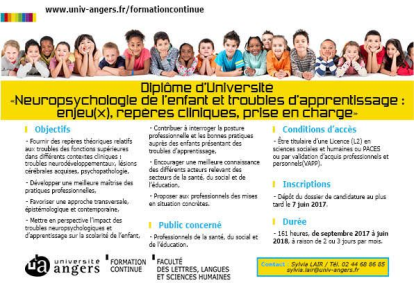 www.univ-angers.fr/formationcontinue
Diplôme d'Universite
«Neuropsychologie de l'enfant et troubles d'apprentissage :
enjeu(x), repères cliniques, prise en charge»
Objectifs
- Fournir des repères théoriques relatifs
aux troubles des fonctions supérieures
dans différents contextes cliniques :
troubles neurodéveloppementaux, lésions
cérébrales acquises, psychopathologie.
- Développer une meilleure maîtrise des
pratiques professionnelles.
- Favoriser une approche transversale,
épistémologique et contemporaine.
- Mettre en perspective l'impact des
troubles neuropsychologiques et
d'apprentissage sur la scolarité de l'enfant.
- Contribuer à interroger la posture
professionnelle et les bonnes pratiques
auprès des enfants présentant des
troubles d'apprentissage.
- Encourager une meilleure connaissance
des différents acteurs relevant des
secteurs de la santé, du social et de
l'éducation.
- Proposer aux professionnels des mises
en situation concrètes.
Public concerné
- Professionnels de la santé, du social et
de l'éducation.
Conditions d'accès
- Être titulaire d'une Licence (L2) en
sciences sociales et humaines ou PACES
ou par validation d'acquis professionnels et
personnels(VAPP).
Inscriptions
- Dépôt du dossier de candidature au plus
tard le 7 juin 2017.
Durée
- 161 heures, de septembre 2017 à juin
2018, à raison de 2 ou 3 jours par mois.
ua
université
angers
FORMATION
CONTINUE
FACULTÉ
DES LETTRES, LANGUES
ET SCIENCES HUMAINES
Contact : Sylvie LAIR / Tél. 02 44 68 86 85
sylvie.lair@univ-angers.fr